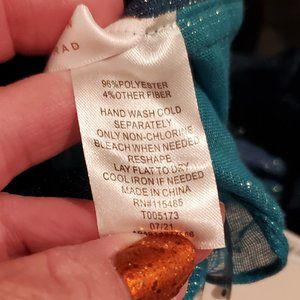 RAD
96%POLYESTER
4%OTHER FIBER
HAND WASH COLD
SEPARATELY
ONLY NON-CHLORINE
BLEACH WHEN NEEDED
RESHAPE
LAY FLAT TO DRY
COOL IRON IF NEEDED
MADE IN CHINA
RN#115485
T005173
07/21